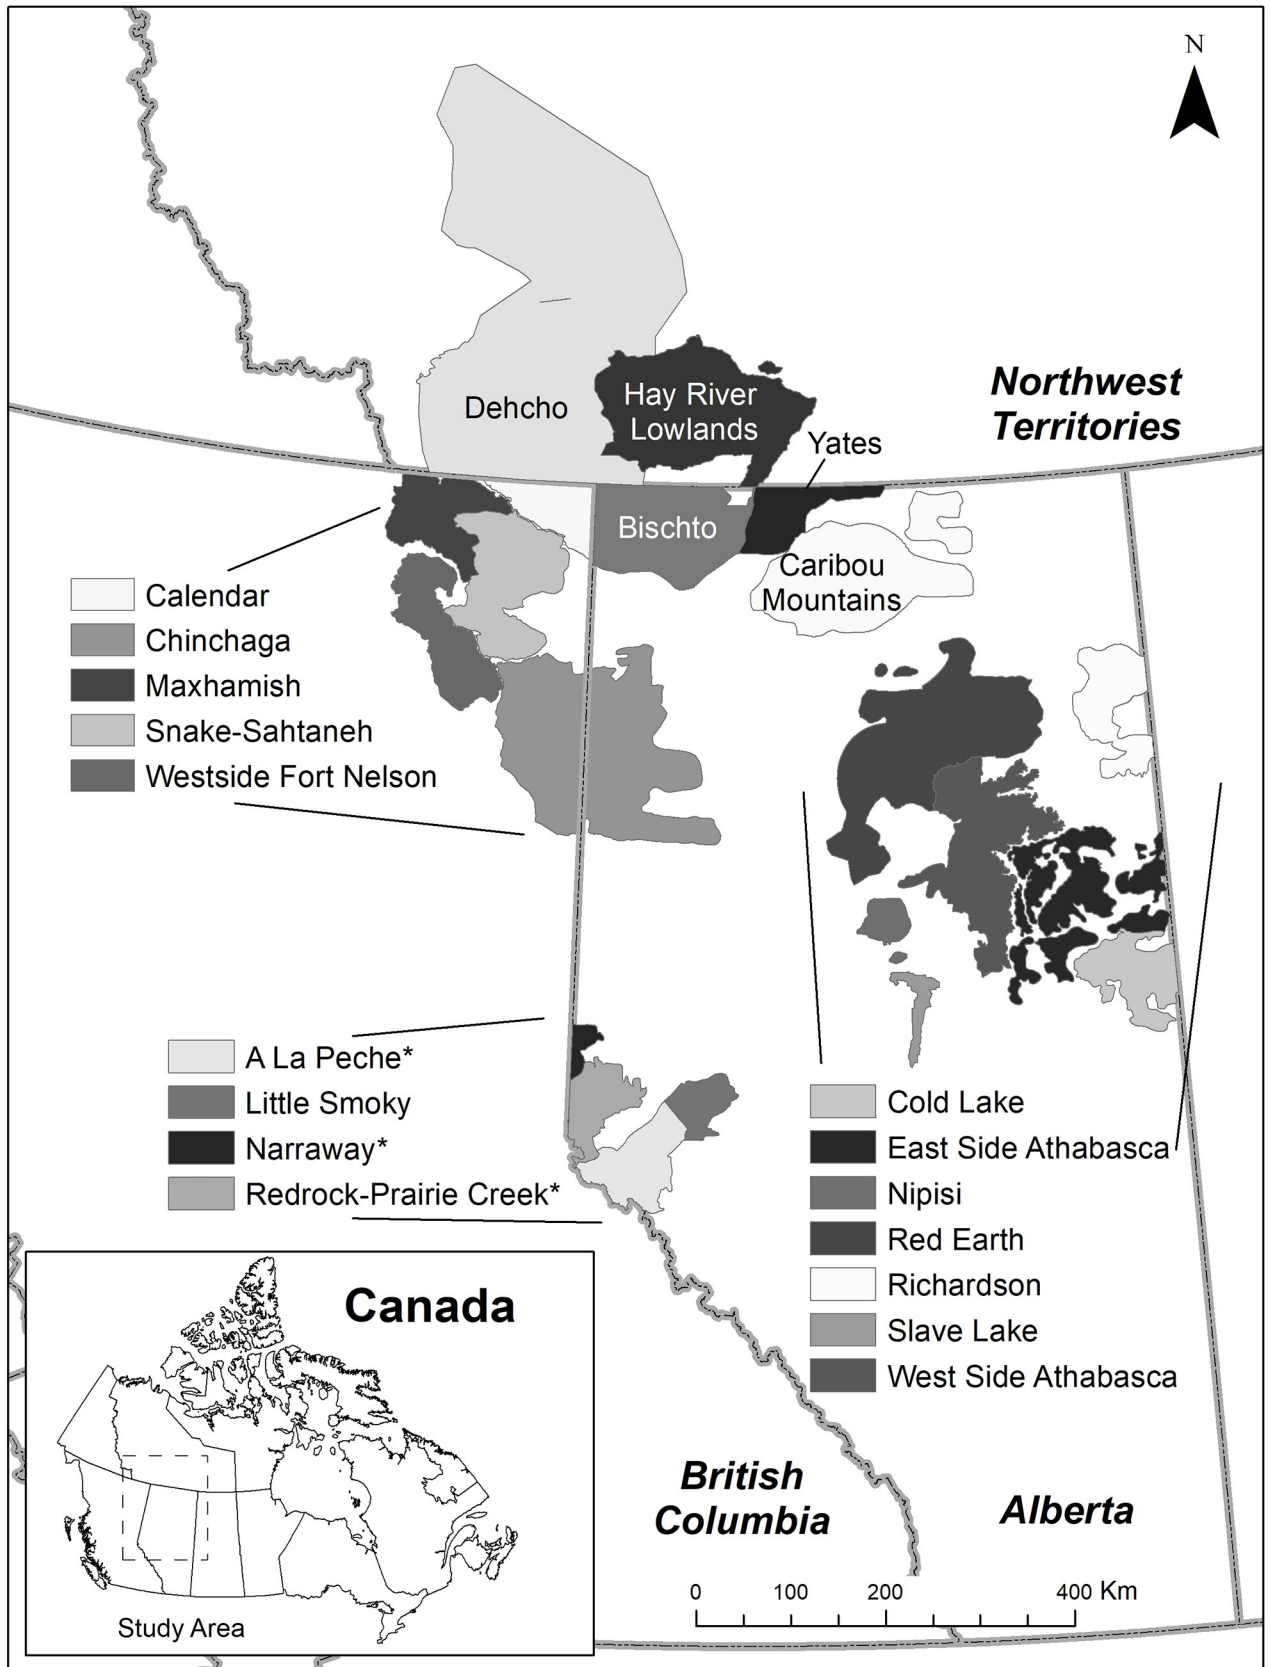 N
Northwest
Territories
Hay River
Lowlands
Dehcho
Yates
Bischto
Caribou
Mountains
Calendar
Chinchaga
Maxhamish
Snake-Sahtaneh
Westside Fort Nelson
A La Peche*
Little Smoky
Narraway*
Redrock-Prairie Creek*
Cold Lake
East Side Athabasca
Nipisi
Red Earth
Richardson
Slave Lake
West Side Athabasca
Canada
Study Area
British
Columbia
Alberta
0 100 200 400 Km